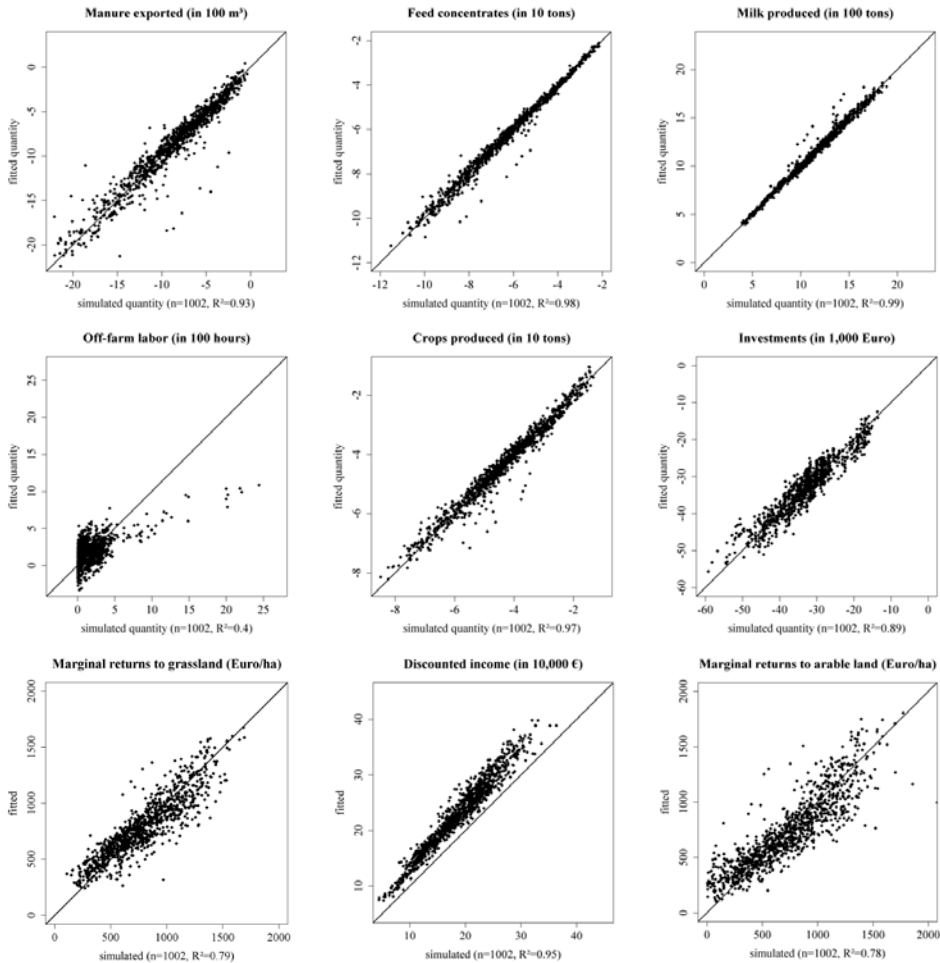 Manure exported (in 100 m³)
0
-5
-10
-15
-20
fitted quantity
-20 -15 -10 -5 0
simulated quantity (n=1002, R²=0.93)
Feed concentrates (in 10 tons)
-2
-4
-6
-8
-10
-12
fitted quantity
-12 -10 -8 -6 -4 -2
simulated quantity (n=1002, R²=0.98)
Milk produced (in 100 tons)
20
15
10
5
0
fitted quantity
0 5 10 15 20
simulated quantity (n=1002, R²=0.99)
Off-farm labor (in 100 hours)
25
20
15
10
5
0
fitted quantity
0 5 10 15 20 25
simulated quantity (n=1002, R²=0.4)
Crops produced (in 10 tons)
-2
-4
-6
-8
fitted quantity
-8 -6 -4 -2
simulated quantity (n=1002, R²=0.97)
Investments (in 1,000 Euro)
0
-10
-20
-30
-40
-50
-60
fitted quantity
-60 -50 -40 -30 -20 -10 0
simulated quantity (n=1002, R²=0.89)
Marginal returns to grassland (Euro/ha)
2000
1500
1000
500
0
fitted
0 500 1000 1500 2000
simulated (n=1002, R²=0.79)
Discounted income (in 10,000 €)
40
30
20
10
fitted
10 20 30 40
simulated (n=1002, R²=0.95)
Marginal returns to arable land (Euro/ha)
2000
1500
1000
500
0
fitted
0 500 1000 1500 2000
simulated (n=1002, R²=0.78)